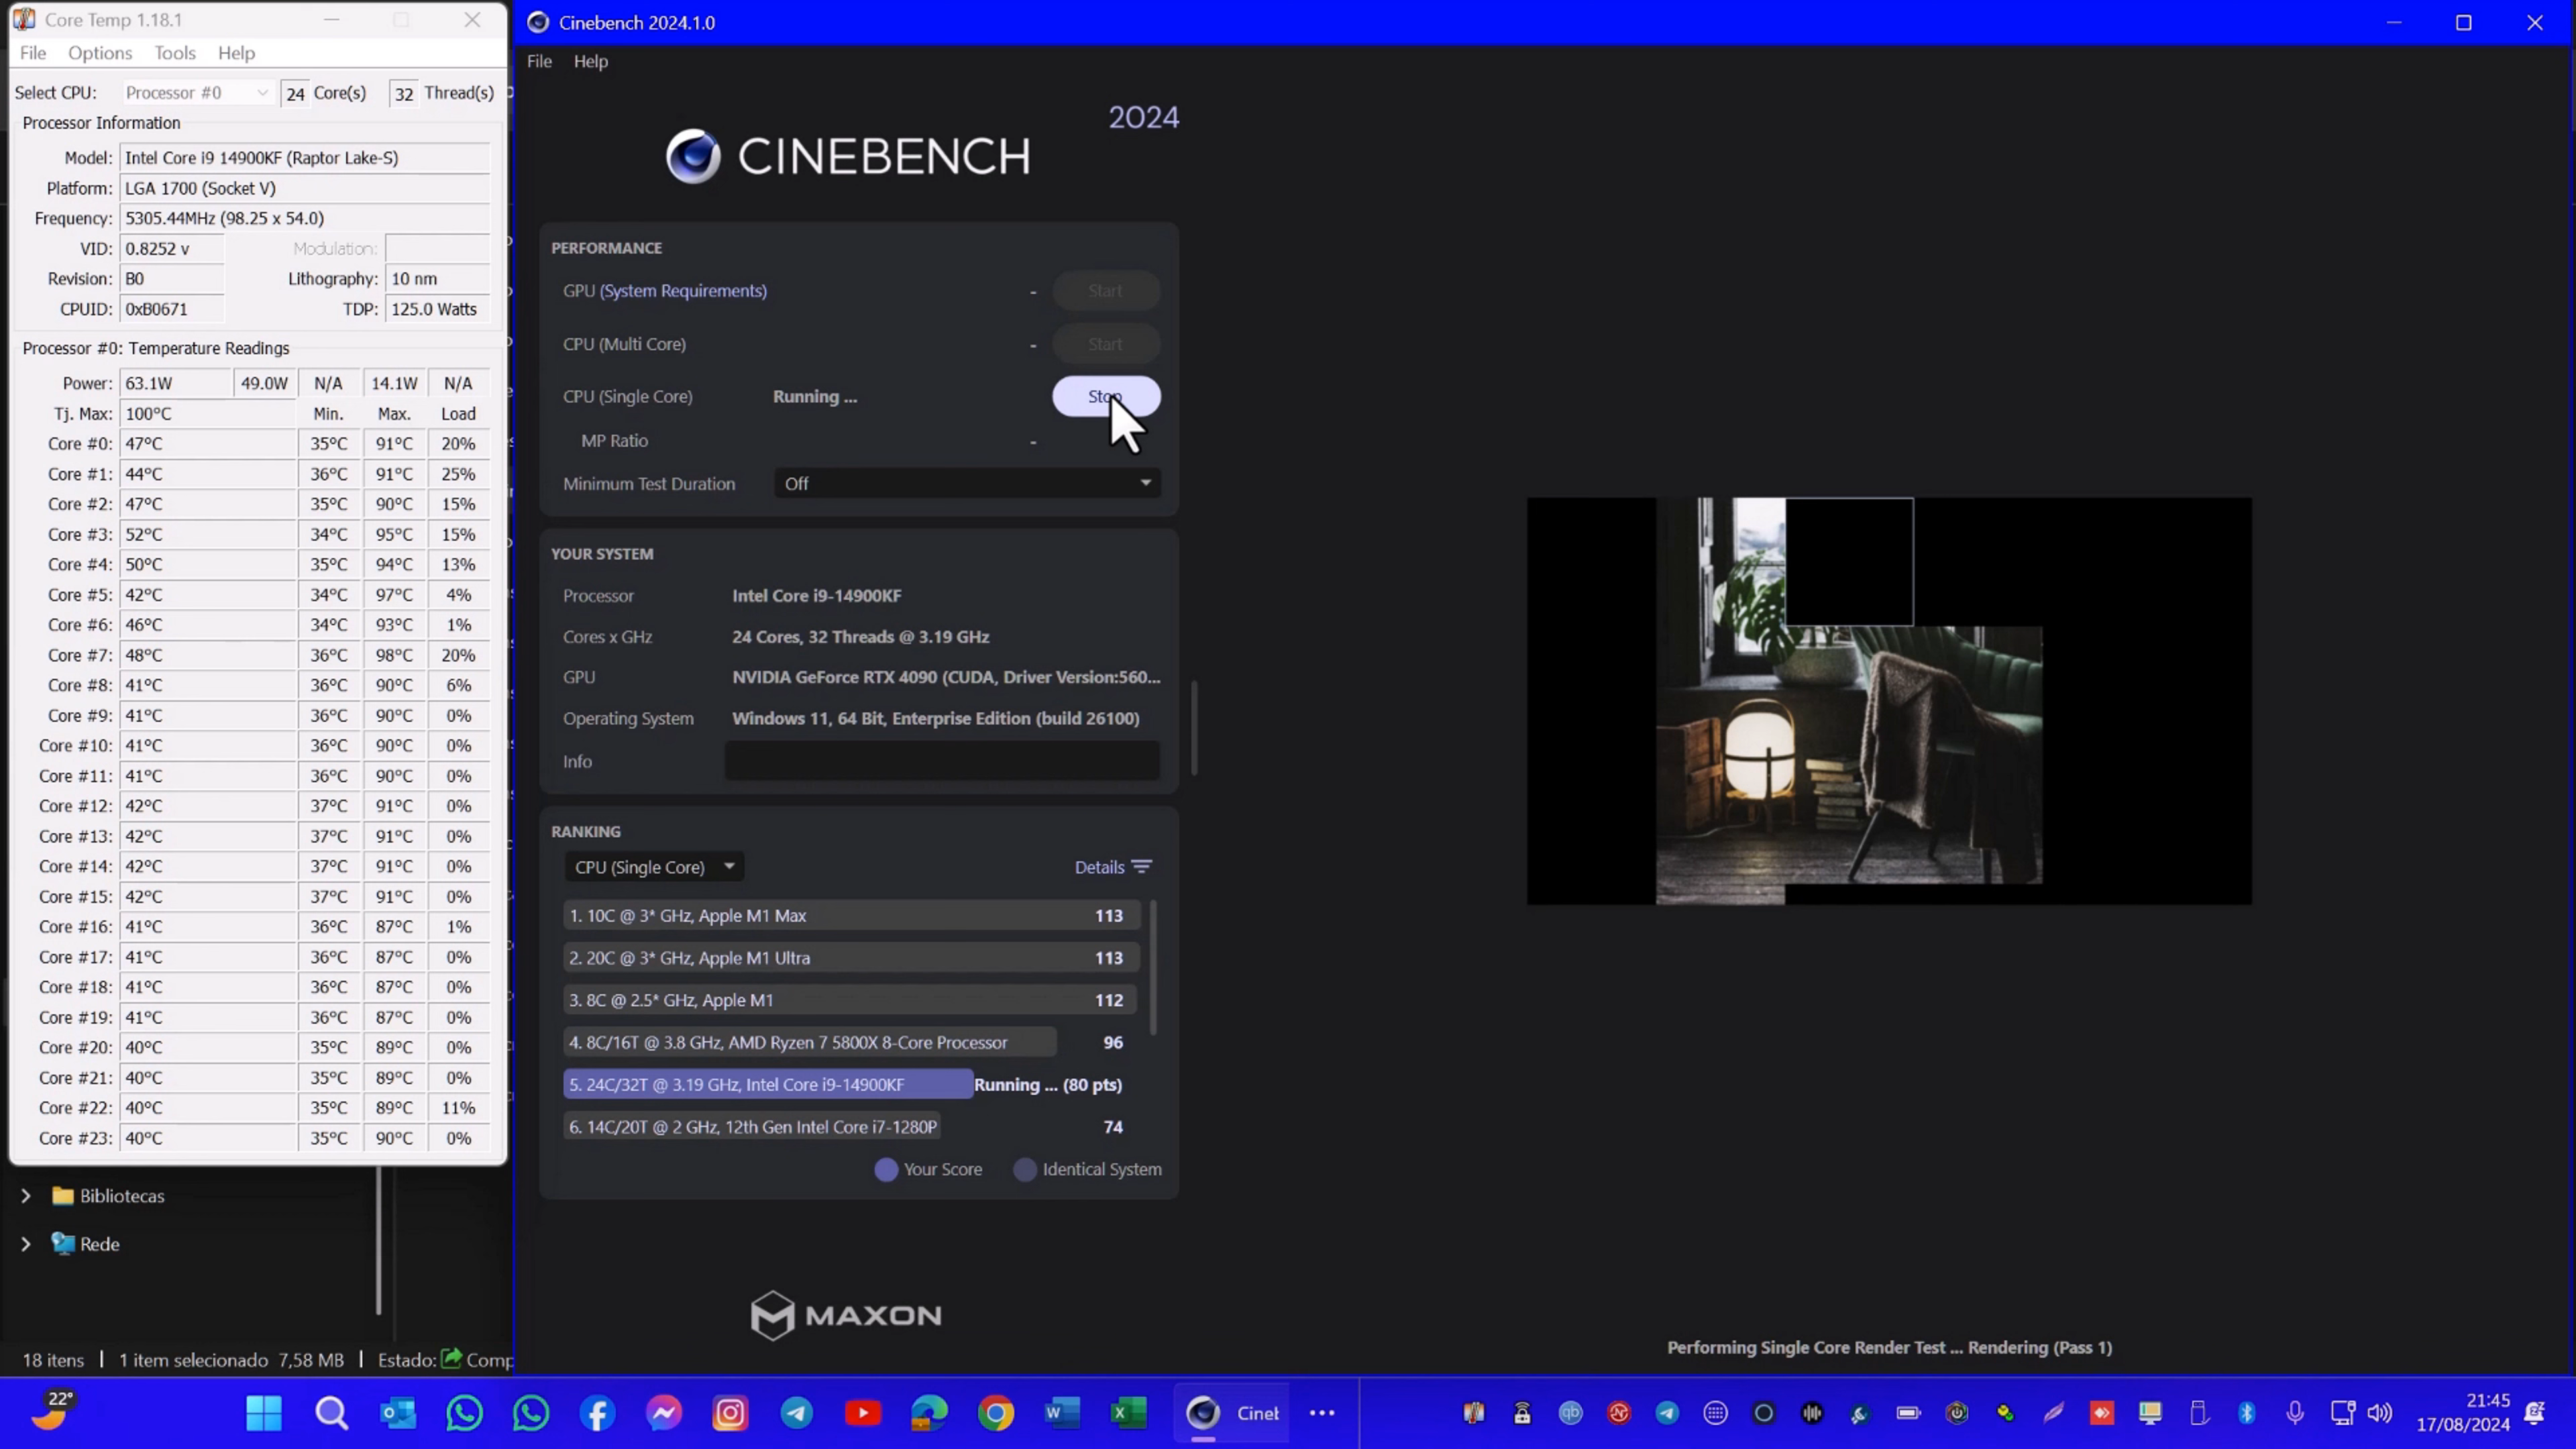 Core Temp 1.18.1
File Options Tools Help
Select CPU: Processor #0 24 Core(s) 32 Thread(s)
Processor Information
Model: Intel Core i9 14900KF (Raptor Lake-S)
Platform: LGA 1700 (Socket V)
Frequency: 5305.44MHz (98.25 x 54.0)
VID: 0.8252 v Modulation:
Revision: B0 Lithography: 10 nm
CPUID: 0xB0671 TDP: 125.0 Watts
Processor #0: Temperature Readings
Power: 63.1W 49.0W N/A 14.1W N/A
Tj. Max: 100°C Min. Max. Load
Core #0: 47°C 35°C 91°C 20%
Core #1: 44°C 36°C 91°C 25%
Core #2: 47°C 35°C 90°C 15%
Core #3: 52°C 34°C 95°C 15%
Core #4: 50°C 35°C 94°C 13%
Core #5: 42°C 34°C 97°C 4%
Core #6: 46°C 34°C 93°C 1%
Core #7: 48°C 36°C 98°C 20%
Core #8: 41°C 36°C 90°C 6%
Core #9: 41°C 36°C 90°C 0%
Core #10: 41°C 36°C 90°C 0%
Core #11: 41°C 36°C 90°C 0%
Core #12: 42°C 37°C 91°C 0%
Core #13: 42°C 37°C 91°C 0%
Core #14: 42°C 37°C 91°C 0%
Core #15: 42°C 37°C 91°C 0%
Core #16: 41°C 36°C 87°C 1%
Core #17: 41°C 36°C 87°C 0%
Core #18: 41°C 36°C 87°C 0%
Core #19: 41°C 36°C 87°C 0%
Core #20: 40°C 35°C 89°C 0%
Core #21: 40°C 35°C 89°C 0%
Core #22: 40°C 35°C 89°C 11%
Core #23: 40°C 35°C 90°C 0%
Bibliotecas
Rede
18 itens | 1 item selecionado 7,58 MB | Estado: Comp
Cinebench 2024.1.0
File Help
2024
CINEBENCH
PERFORMANCE
GPU (System Requirements) - Start
CPU (Multi Core) - Start
CPU (Single Core) Running ... Stop
MP Ratio -
Minimum Test Duration Off
YOUR SYSTEM
Processor Intel Core i9-14900KF
Cores x GHz 24 Cores, 32 Threads @ 3.19 GHz
GPU NVIDIA GeForce RTX 4090 (CUDA, Driver Version:560...
Operating System Windows 11, 64 Bit, Enterprise Edition (build 26100)
Info
RANKING
CPU (Single Core) Details
1. 10C @ 3* GHz, Apple M1 Max 113
2. 20C @ 3* GHz, Apple M1 Ultra 113
3. 8C @ 2.5* GHz, Apple M1 112
4. 8C/16T @ 3.8 GHz, AMD Ryzen 7 5800X 8-Core Processor 96
5. 24C/32T @ 3.19 GHz, Intel Core i9-14900KF Running ... (80 pts)
6. 14C/20T @ 2 GHz, 12th Gen Intel Core i7-1280P 74
Your Score Identical System
MAXON
Performing Single Core Render Test ... Rendering (Pass 1)
22°
Cinet
21:45
17/08/2024